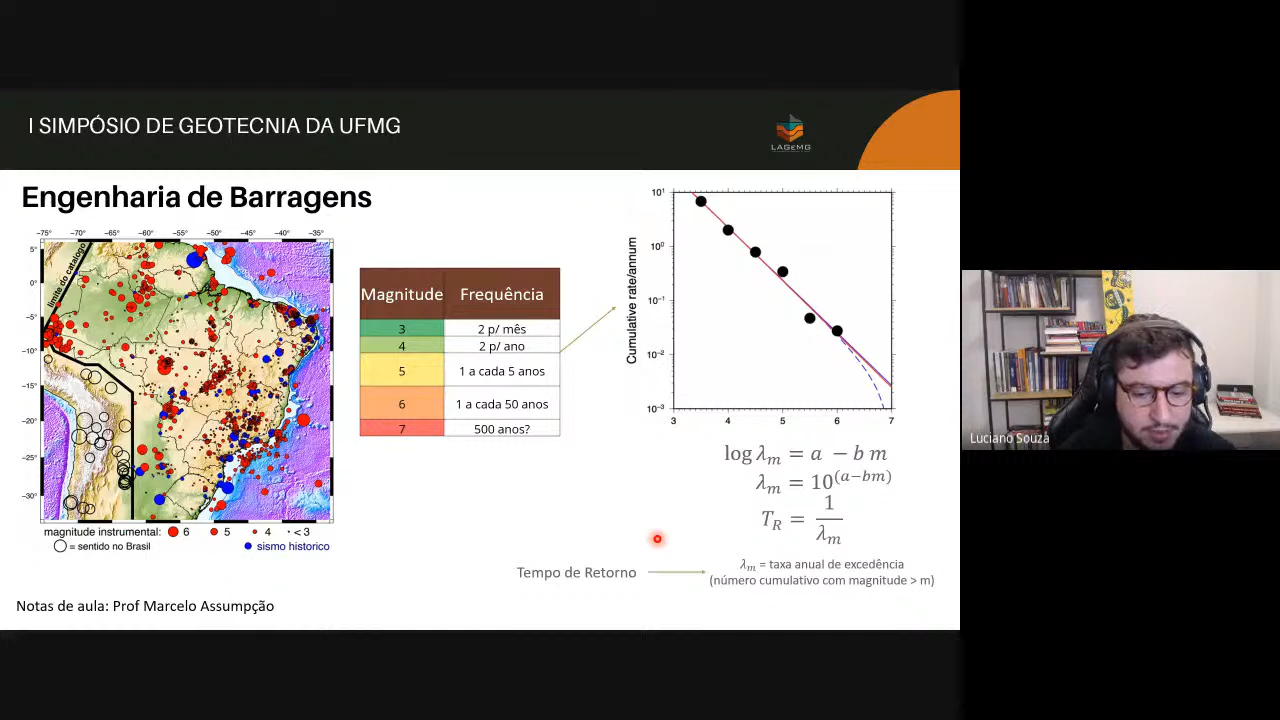 I SIMPÓSIO DE GEOTECNIA DA UFMG
LAGEMG
Engenharia de Barragens
-75° -70° -65° -60° -55° -50° -45° -40° -35°
5°
0°
-5°
-10°
-15°
-20°
-25°
-30°
limite do catalogo
magnitude instrumental: 6 5 4 < 3
= sentido no Brasil
sismo historico
Magnitude Frequência
3 2 p/ mês
4 2 p/ ano
5 1 a cada 5 anos
6 1 a cada 50 anos
7 500 anos?
Cumulative rate/annum
10¹
10⁰
10⁻¹
10⁻²
10⁻³
3 4 5 6 7
log λₘ = a − b m
λₘ = 10^(a−bm)
T_R = 1/λₘ
Tempo de Retorno
λₘ = taxa anual de excedência
(número cumulativo com magnitude > m)
Notas de aula: Prof Marcelo Assumpção
Luciano Souza